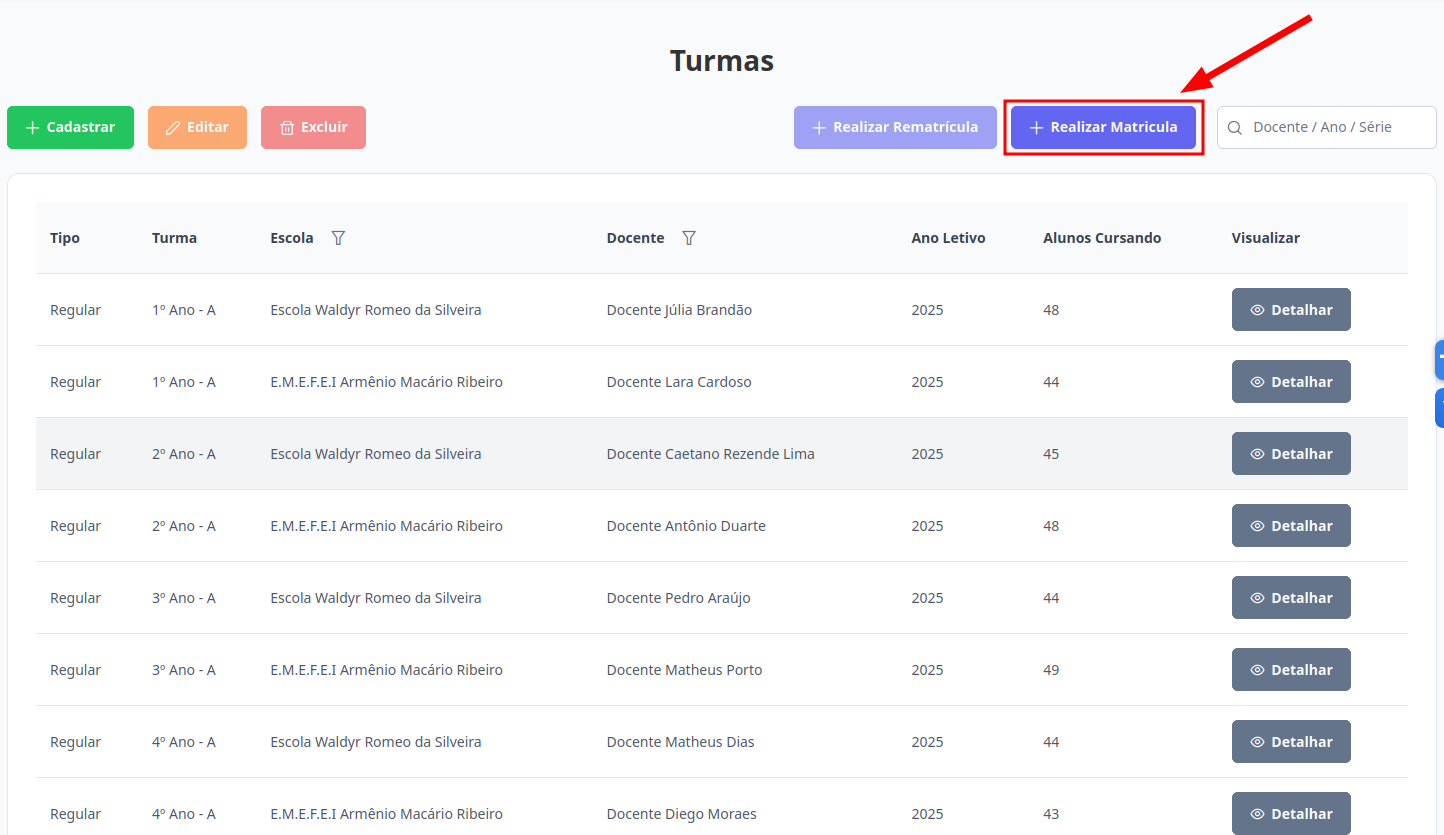 Turmas
Cadastrar Editar Excluir Realizar Rematrícula Realizar Matricula Docente / Ano / Série
Tipo Turma Escola Docente Ano Letivo Alunos Cursando Visualizar
Regular 1º Ano - A Escola Waldyr Romeo da Silveira Docente Júlia Brandão 2025 48 Detalhar
Regular 1º Ano - A E.M.E.F.E.I Armênio Macário Ribeiro Docente Lara Cardoso 2025 44 Detalhar
Regular 2º Ano - A Escola Waldyr Romeo da Silveira Docente Caetano Rezende Lima 2025 45 Detalhar
Regular 2º Ano - A E.M.E.F.E.I Armênio Macário Ribeiro Docente Antônio Duarte 2025 48 Detalhar
Regular 3º Ano - A Escola Waldyr Romeo da Silveira Docente Pedro Araújo 2025 44 Detalhar
Regular 3º Ano - A E.M.E.F.E.I Armênio Macário Ribeiro Docente Matheus Porto 2025 49 Detalhar
Regular 4º Ano - A Escola Waldyr Romeo da Silveira Docente Matheus Dias 2025 44 Detalhar
Regular 4º Ano - A E.M.E.F.E.I Armênio Macário Ribeiro Docente Diego Moraes 2025 43 Detalhar